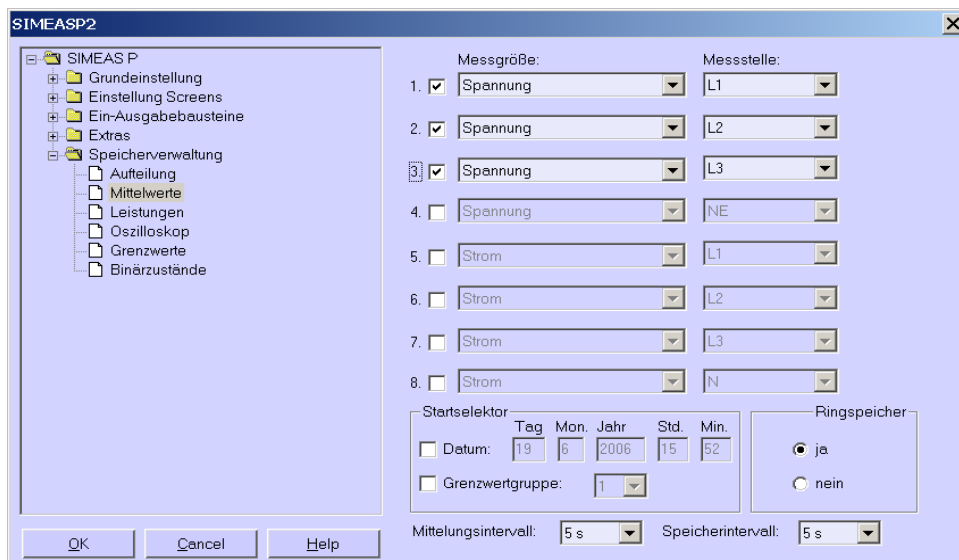 SIMEASP2
SIMEAS P
Grundeinstellung
Einstellung Screens
Ein-Ausgabebausteine
Extras
Speicherverwaltung
Aufteilung
Mittelwerte
Leistungen
Oszilloskop
Grenzwerte
Binärzustände
OK
Cancel
Help
Messgröße: Messstelle:
1. Spannung L1
2. Spannung L2
3. Spannung L3
4. Spannung NE
5. Strom L1
6. Strom L2
7. Strom L3
8. Strom N
Startselektor
Tag Mon. Jahr Std. Min.
Datum: 19 6 2006 15 52
Grenzwertgruppe: 1
Ringspeicher
ja
nein
Mittelungsintervall: 5 s Speicherintervall: 5 s